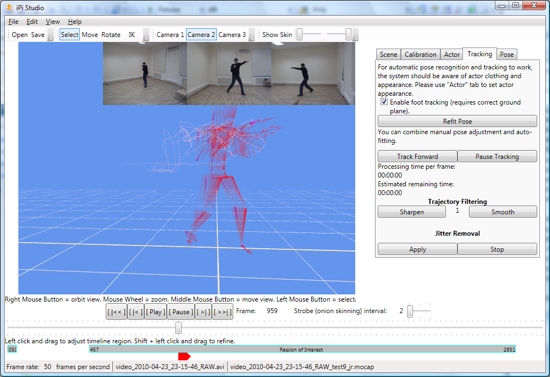 iPi Studio
File Edit View Help
Open Save Select Move Rotate IK Camera 1 Camera 2 Camera 3 Show Skin
Scene Calibration Actor Tracking Pose
For automatic pose recognition and tracking to work,
the system should be aware of actor clothing and
appearance. Please use "Actor" tab to set actor
appearance.
Enable foot tracking (requires correct ground
plane).
Refit Pose
You can combine manual pose adjustment and auto-
fitting.
Track Forward Pause Tracking
Processing time per frame:
00:00:00
Estimated remaining time:
00:00:00
Trajectory Filtering
Sharpen 1 Smooth
Jitter Removal
Apply Stop
Right Mouse Button = orbit view. Mouse Wheel = zoom. Middle Mouse Button = move view. Left Mouse Button = select.
[ |<< ] [ |< ] [ Play ] [ Pause ] [ >| ] [ >>| ] Frame: 959 Strobe (onion skinning) interval: 2
Left click and drag to adjust timeline region. Shift + left click and drag to refine.
457 Region of Interest 2851
Frame rate: 50 frames per second video_2010-04-23_23-15-46_RAW.avi video_2010-04-23_23-15-46_RAW_test9_jr.mocap